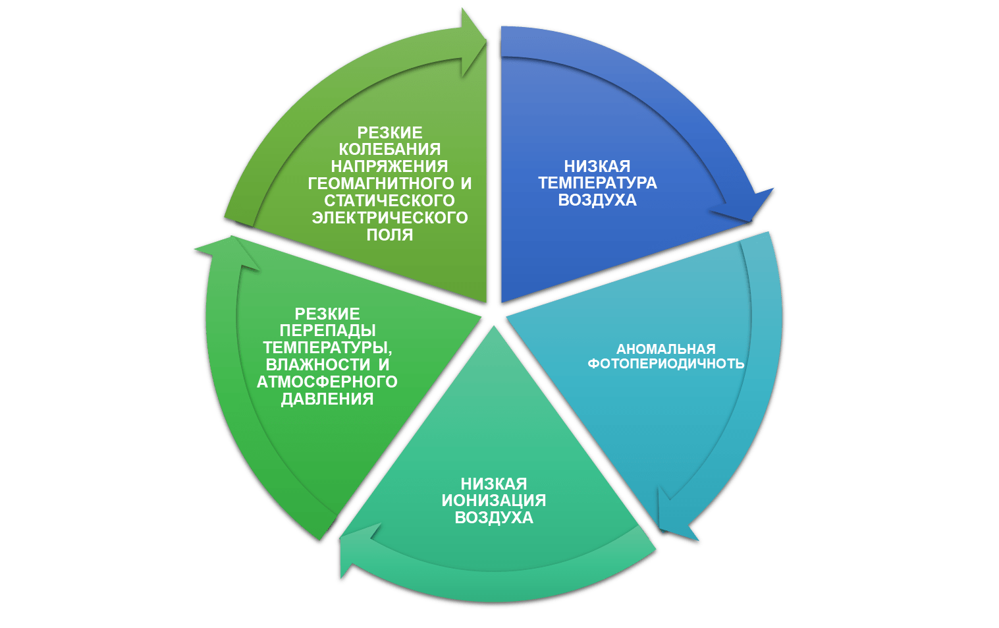 РЕЗКИЕ
КОЛЕБАНИЯ
НАПРЯЖЕНИЯ
ГЕОМАГНИТНОГО И
СТАТИЧЕСКОГО
ЭЛЕКТРИЧЕСКОГО
ПОЛЯ
НИЗКАЯ
ТЕМПЕРАТУРА
ВОЗДУХА
РЕЗКИЕ
ПЕРЕПАДЫ
ТЕМПЕРАТУРЫ,
ВЛАЖНОСТИ И
АТМОСФЕРНОГО
ДАВЛЕНИЯ
АНОМАЛЬНАЯ
ФОТОПЕРИОДИЧНОТЬ
НИЗКАЯ
ИОНИЗАЦИЯ
ВОЗДУХА